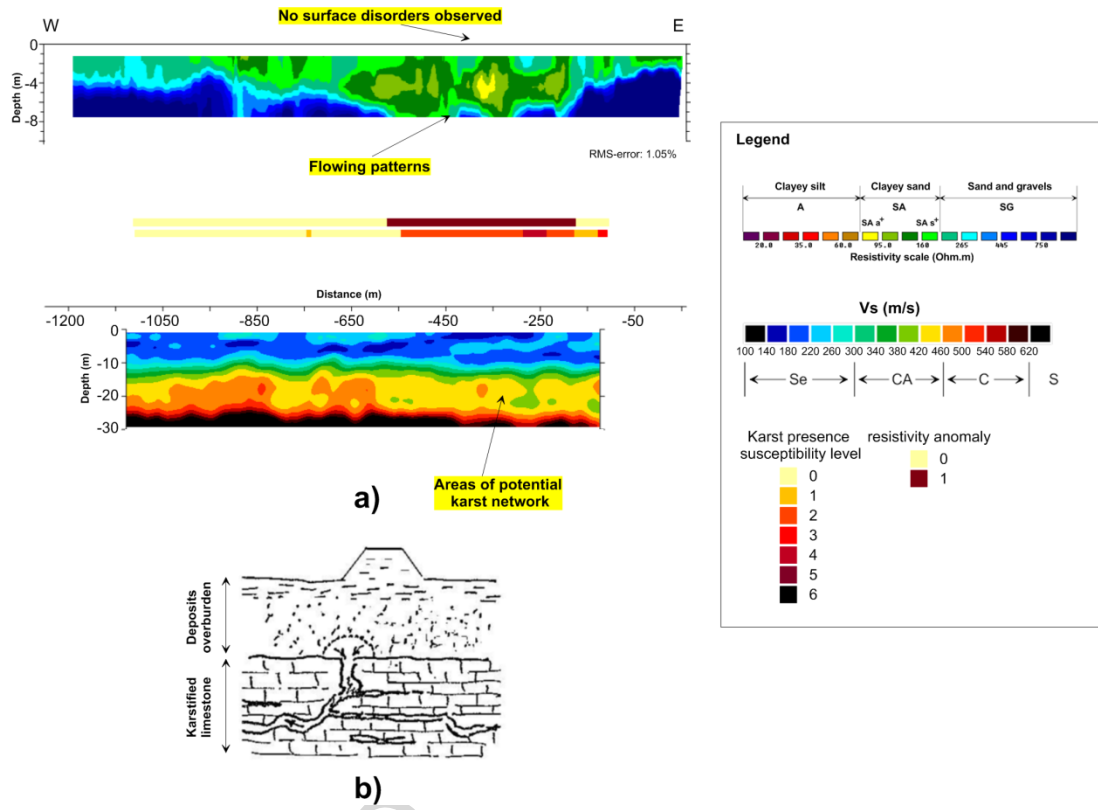 No surface disorders observed
W
E
0
-4
-8
Depth (m)
RMS-error: 1.05%
Flowing patterns
Distance (m)
-1200
-1050
-850
-650
-450
-250
-50
0
-10
-20
-30
Depth (m)
a)
Areas of potential
karst network
Deposits
overburden
Karstified
limestone
b)
Legend
Clayey silt
Clayey sand
Sand and gravels
A
SA
SG
SA a+
SA s+
20.0
35.0
60.0
95.0
160
265
445
750
Resistivity scale (Ohm.m)
Vs (m/s)
100 140 180 220 260 300 340 380 420 460 500 540 580 620
Se
CA
C
S
Karst presence
susceptibility level
0
1
2
3
4
5
6
resistivity anomaly
0
1